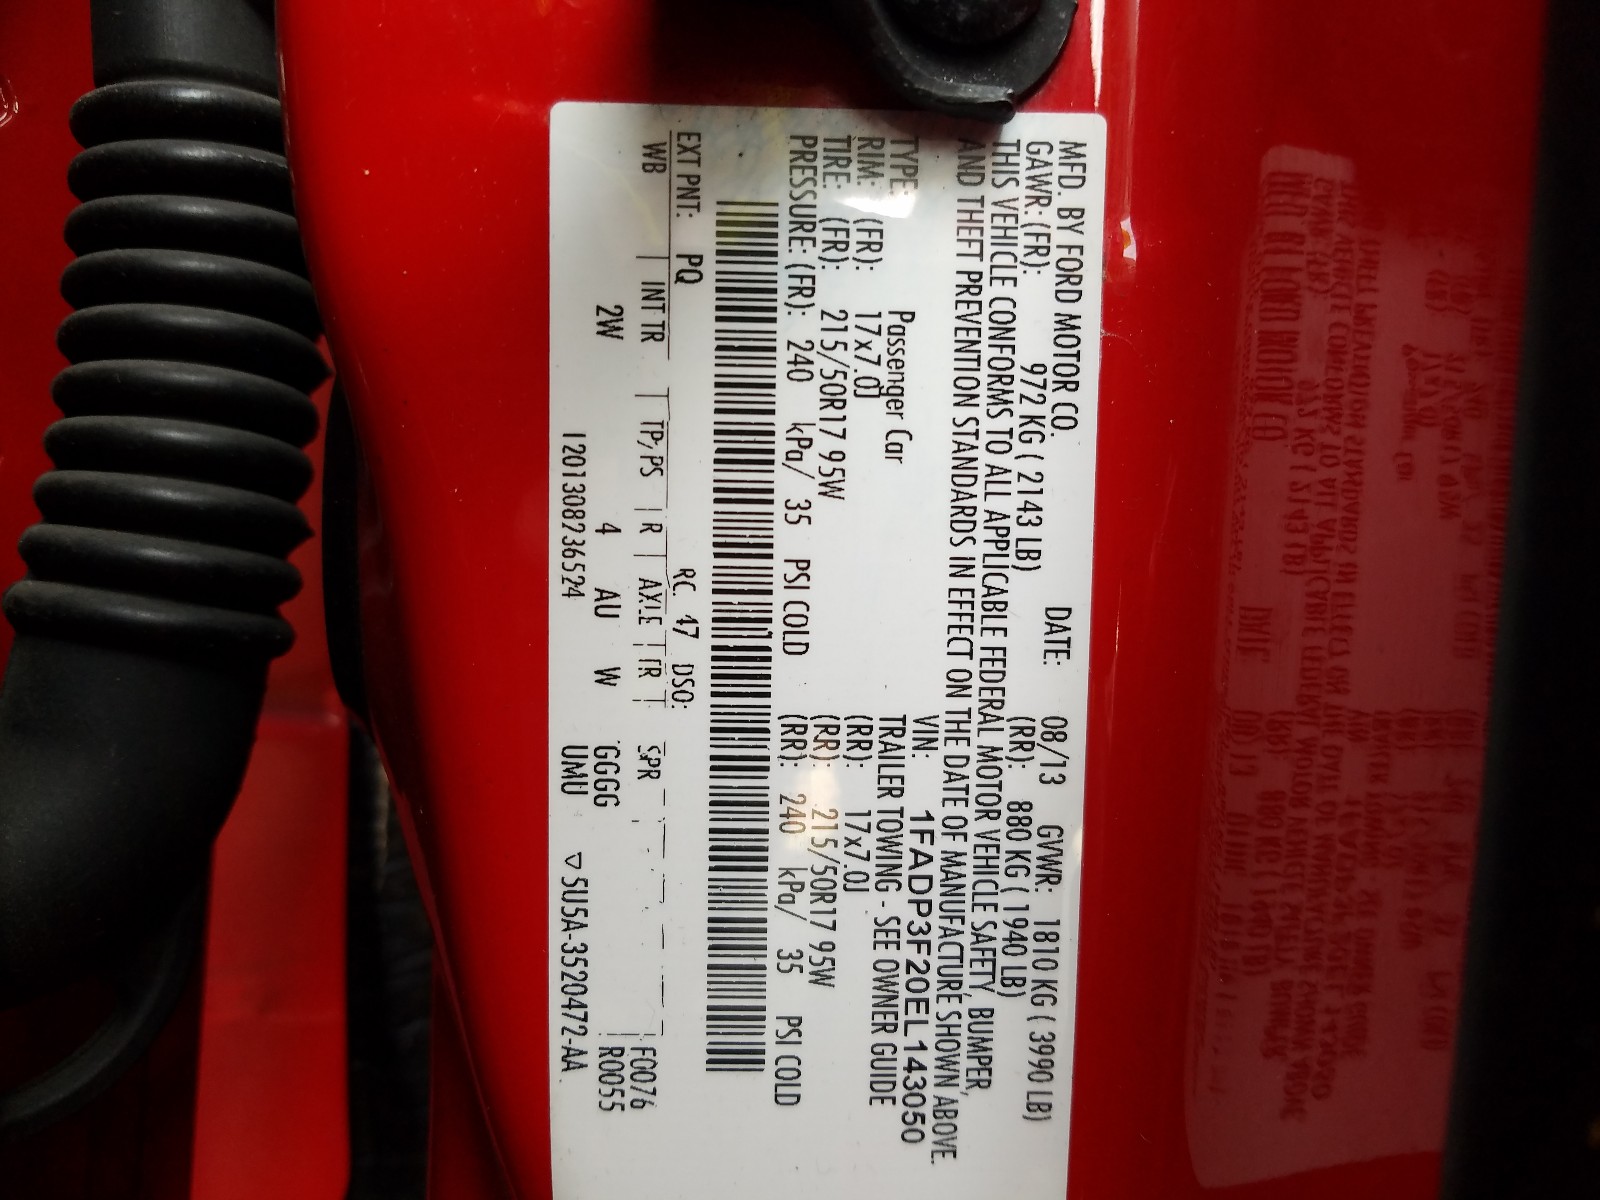 MFD. BY FORD MOTOR CO. DATE: 08/13 GVWR: 1810 KG ( 3990 LB)
GAWR: (FR): 972 KG ( 2143 LB) (RR): 880 KG ( 1940 LB)
THIS VEHICLE CONFORMS TO ALL APPLICABLE FEDERAL MOTOR VEHICLE SAFETY, BUMPER,
AND THEFT PREVENTION STANDARDS IN EFFECT ON THE DATE OF MANUFACTURE SHOWN ABOVE.
VIN: 1FADP3F20EL143050
TYPE: Passenger Car TRAILER TOWING - SEE OWNER GUIDE
RIM: (FR): 17x7.0J (RR): 17x7.0J
TIRE: (FR): 215/50R17 95W (RR): 215/50R17 95W
PRESSURE: (FR): 240 kPa/ 35 PSI COLD (RR): 240 kPa/ 35 PSI COLD
EXT PNT: PQ RC: 47 DSO:
WB INT TR TP/PS R AXLE TR SPR F0076
2W 4 AU W GGGG R0055
120130823652​4 UMU ▽ 5U5A-3520472-AA